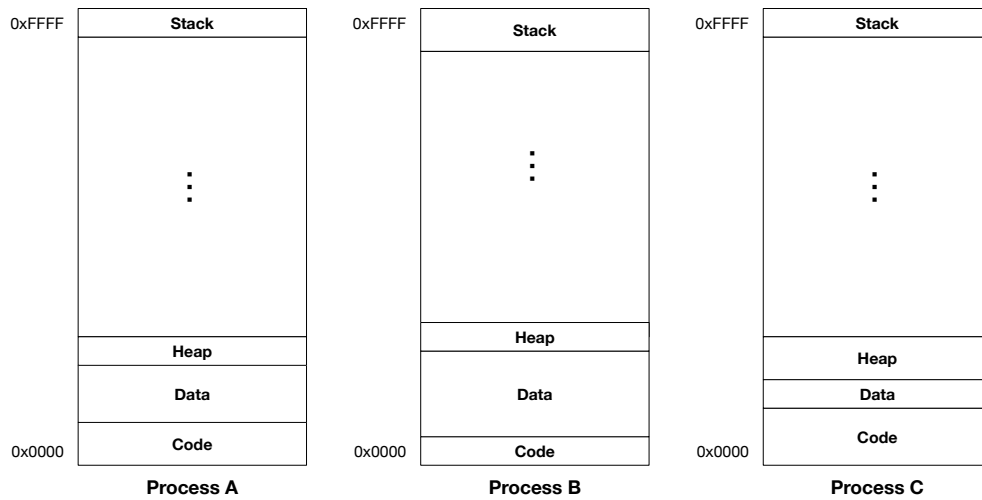 0xFFFF
Stack
Heap
Data
Code
0x0000
Process A
0xFFFF
Stack
Heap
Data
Code
0x0000
Process B
0xFFFF
Stack
Heap
Data
Code
0x0000
Process C